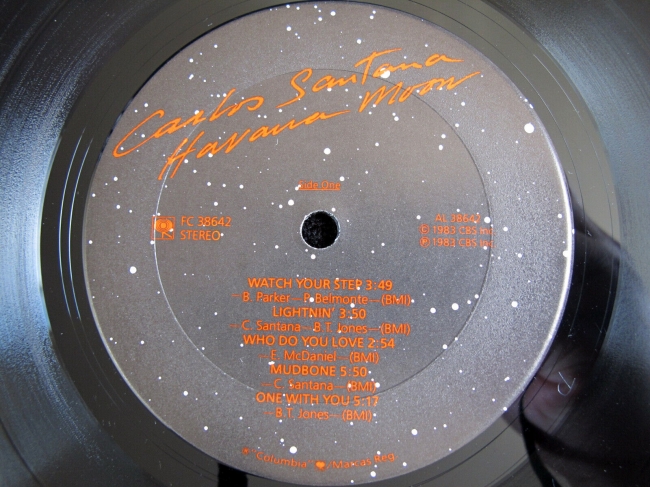 Carlos Santana
Havana Moon
Side One
FC 38642
STEREO
AL 38642
© 1983 CBS Inc.
℗ 1983 CBS Inc.
WATCH YOUR STEP 3:49
—B. Parker—P. Belmonte—(BMI)
LIGHTNIN' 3:50
—C. Santana—B.T. Jones—(BMI)
WHO DO YOU LOVE 2:54
—E. McDaniel—(BMI)
MUDBONE 5:50
—C. Santana—(BMI)
ONE WITH YOU 5:17
—B.T. Jones—(BMI)
"Columbia" Marcas Reg.